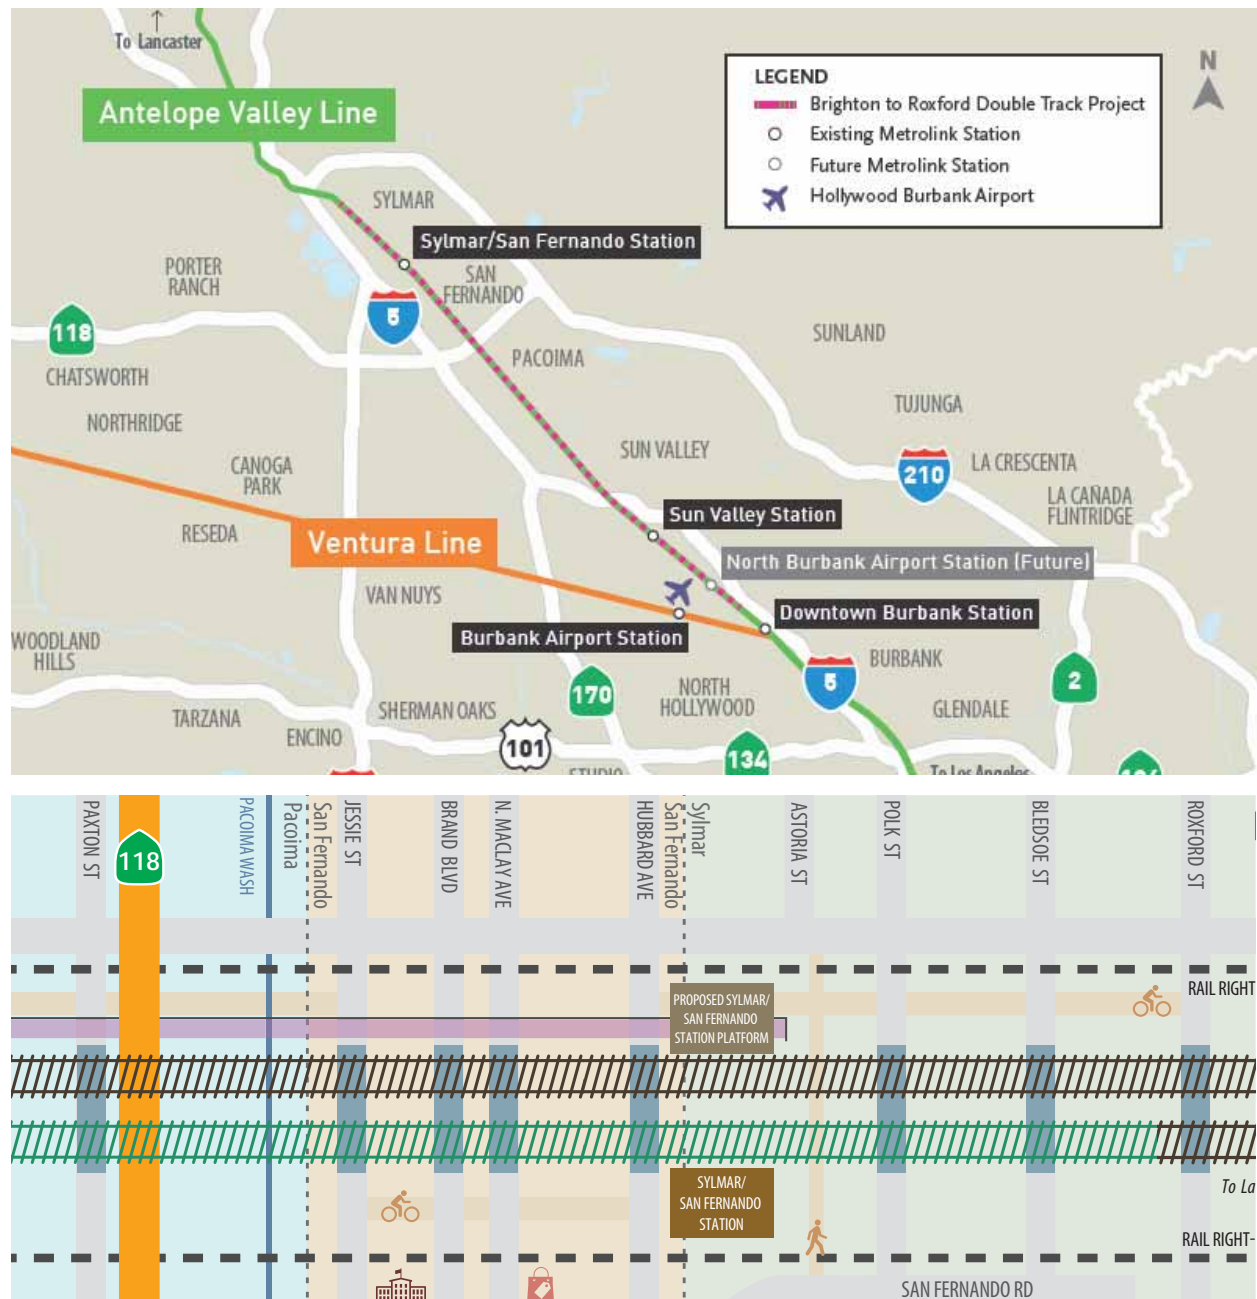 To Lancaster
N
Antelope Valley Line
LEGEND
Brighton to Roxford Double Track Project
Existing Metrolink Station
Future Metrolink Station
Hollywood Burbank Airport
SYLMAR
Sylmar/San Fernando Station
PORTER
RANCH
SAN
FERNANDO
5
118
SUNLAND
PACOIMA
CHATSWORTH
TUJUNGA
NORTHRIDGE
SUN VALLEY
CANOGA
PARK
210
LA CRESCENTA
LA CAÑADA
FLINTRIDGE
Sun Valley Station
RESEDA
Ventura Line
North Burbank Airport Station (Future)
VAN NUYS
Downtown Burbank Station
Burbank Airport Station
WOODLAND
HILLS
BURBANK
5
2
170
NORTH
HOLLYWOOD
SHERMAN OAKS
TARZANA
GLENDALE
ENCINO
101
134
STUDIO
To Los Angeles
PAXTON ST
118
PACOIMA WASH
Pacoima
San Fernando
JESSIE ST
BRAND BLVD
N. MACLAY AVE
HUBBARD AVE
San Fernando
Sylmar
ASTORIA ST
POLK ST
BLEDSOE ST
ROXFORD ST
RAIL RIGHT
PROPOSED SYLMAR/
SAN FERNANDO
STATION PLATFORM
SYLMAR/
SAN FERNANDO
STATION
To La
RAIL RIGHT-
SAN FERNANDO RD